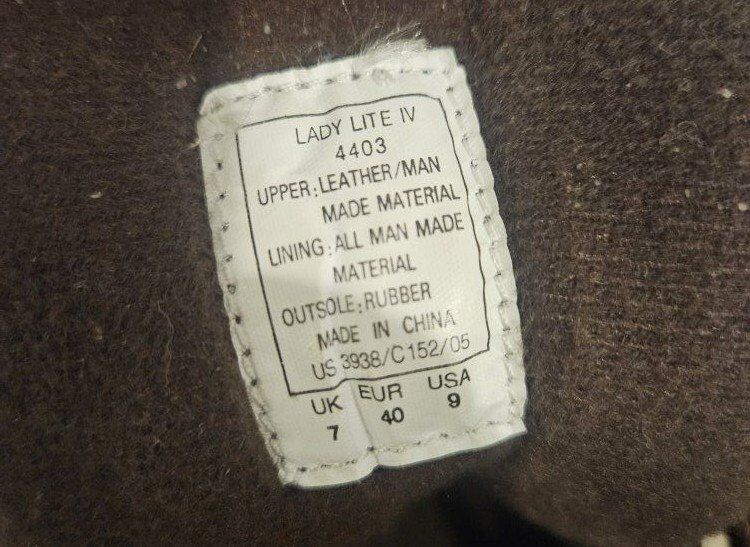 LADY LITE IV
4403
UPPER:LEATHER/MAN
MADE MATERIAL
LINING:ALL MAN MADE
MATERIAL
OUTSOLE:RUBBER
MADE IN CHINA
US 3938/C152/05
UK EUR USA
7 40 9